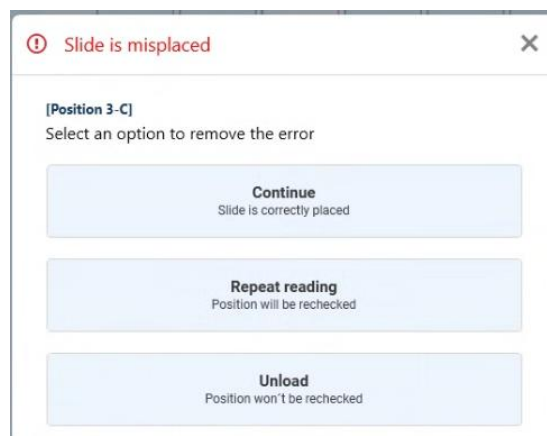 Slide is misplaced
[Position 3-C]
Select an option to remove the error
Continue
Slide is correctly placed
Repeat reading
Position will be rechecked
Unload
Position won´t be rechecked